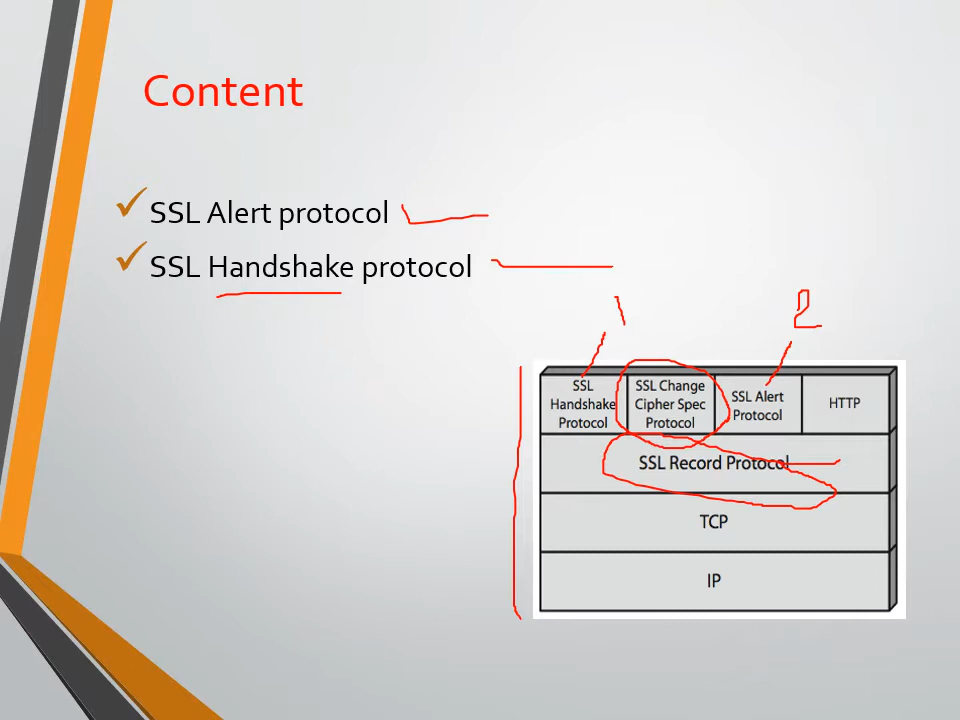 Content
SSL Alert protocol
SSL Handshake protocol
1
2
SSL
Handshake
Protocol
SSL Change
Cipher Spec
Protocol
SSL Alert
Protocol
HTTP
SSL Record Protocol
TCP
IP